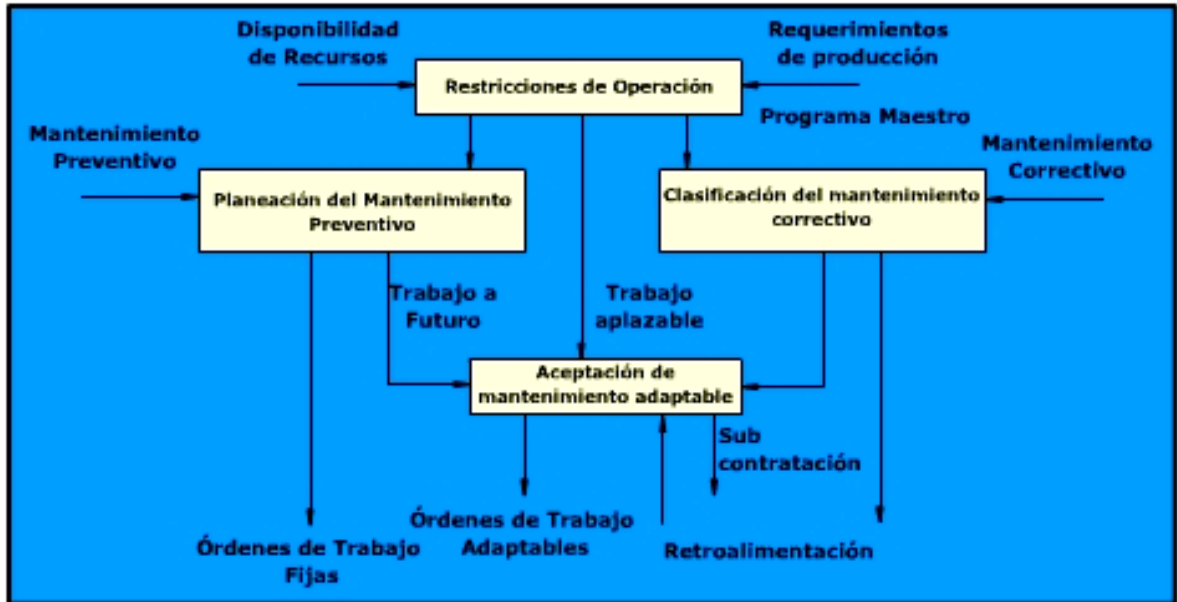 Disponibilidad
de Recursos
Requerimientos
de producción
Restricciones de Operación
Programa Maestro
Mantenimiento
Preventivo
Mantenimiento
Correctivo
Planeación del Mantenimiento
Preventivo
Clasificación del mantenimiento
correctivo
Trabajo a
Futuro
Trabajo
aplazable
Aceptación de
mantenimiento adaptable
Sub
contratación
Órdenes de Trabajo
Adaptables
Órdenes de Trabajo
Fijas
Retroalimentación